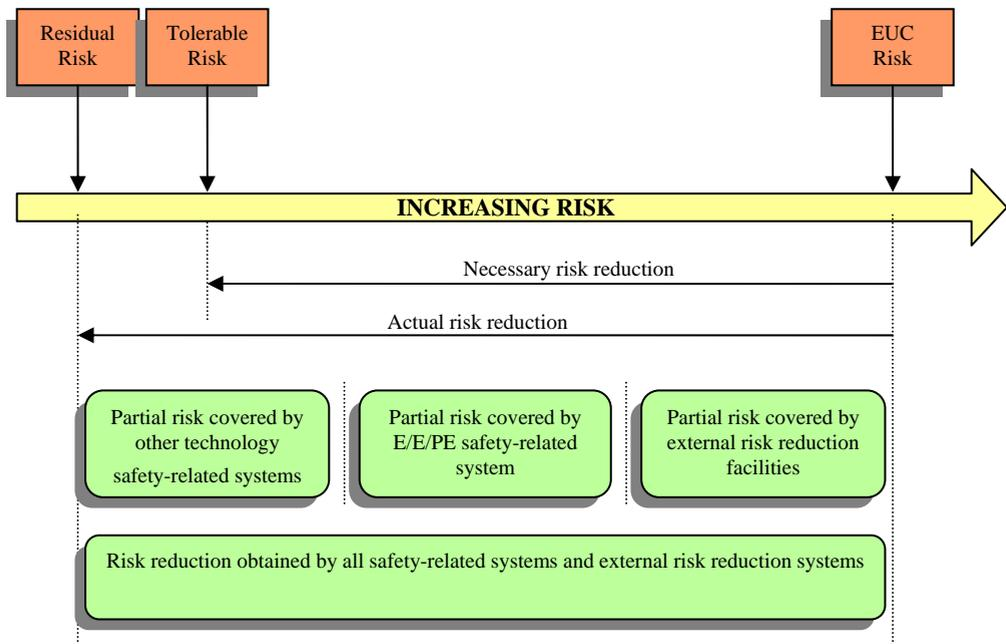 Residual
Risk
Tolerable
Risk
EUC
Risk
INCREASING RISK
Necessary risk reduction
Actual risk reduction
Partial risk covered by
other technology
safety-related systems
Partial risk covered by
E/E/PE safety-related
system
Partial risk covered by
external risk reduction
facilities
Risk reduction obtained by all safety-related systems and external risk reduction systems